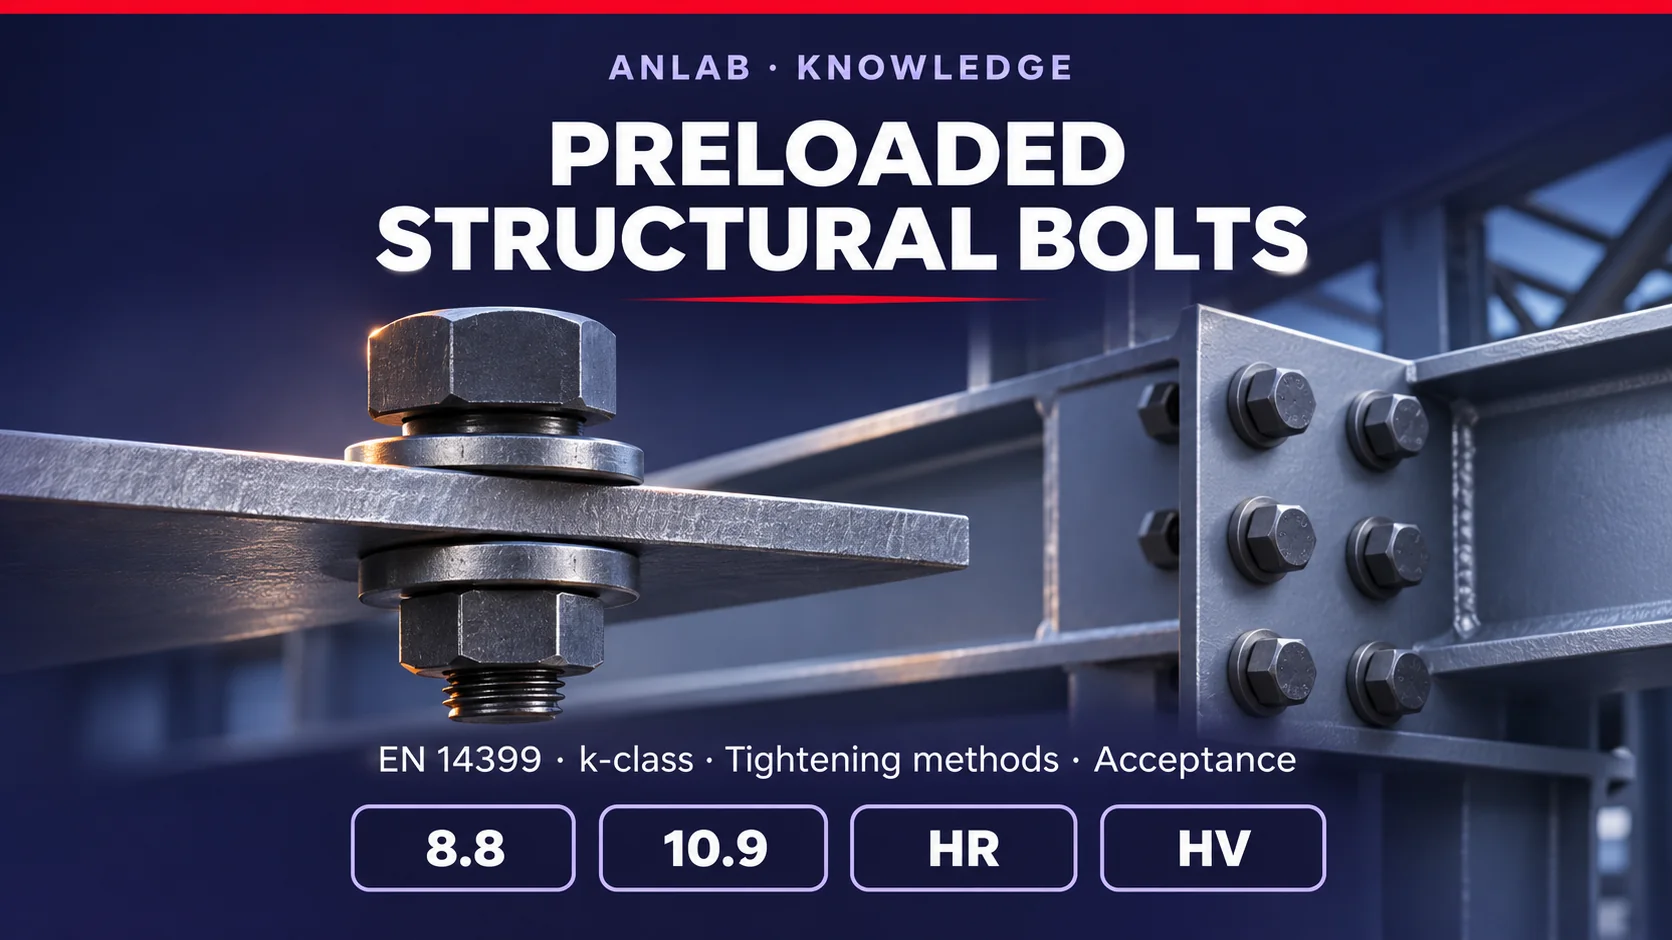 ANLAB · KNOWLEDGE
PRELOADED
STRUCTURAL BOLTS
EN 14399 · k-class · Tightening methods · Acceptance
8.8
10.9
HR
HV